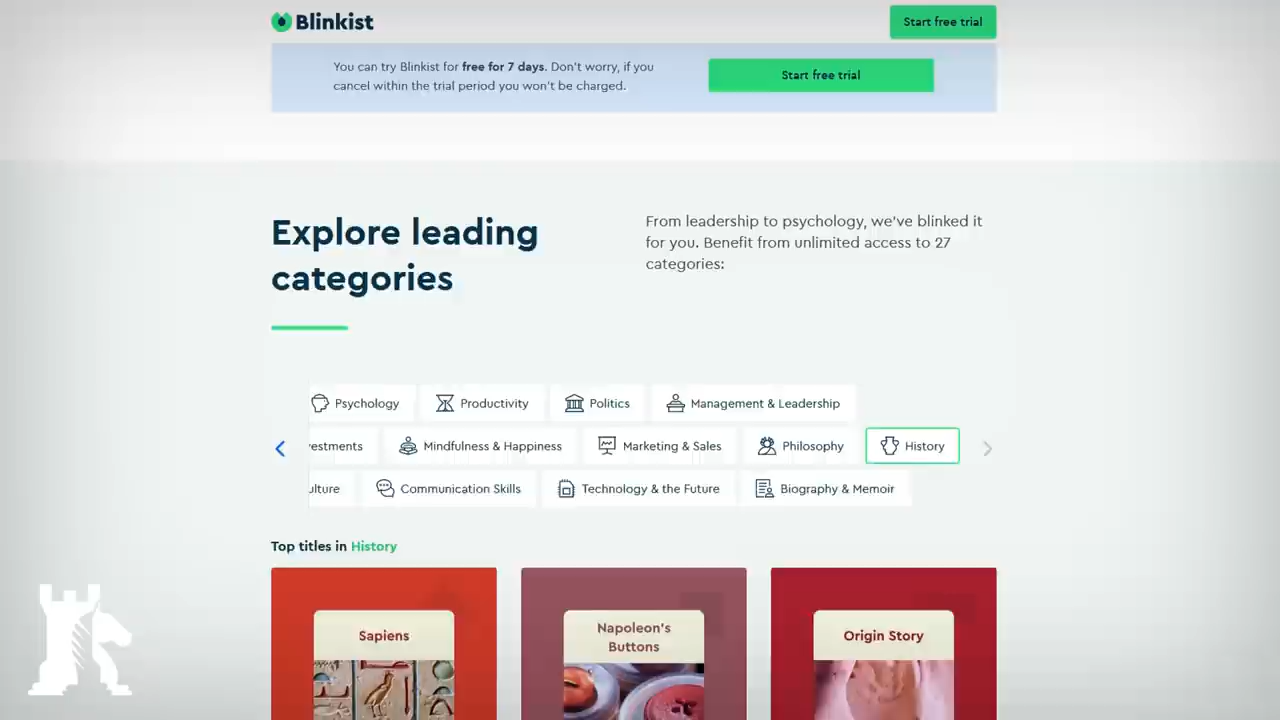 Blinkist
Start free trial
You can try Blinkist for free for 7 days. Don't worry, if you
cancel within the trial period you won't be charged.
Start free trial
Explore leading
categories
From leadership to psychology, we've blinked it
for you. Benefit from unlimited access to 27
categories:
Psychology
Productivity
Politics
Management & Leadership
vestments
Mindfulness & Happiness
Marketing & Sales
Philosophy
History
ulture
Communication Skills
Technology & the Future
Biography & Memoir
Top titles in History
Sapiens
Napoleon's
Buttons
Origin Story